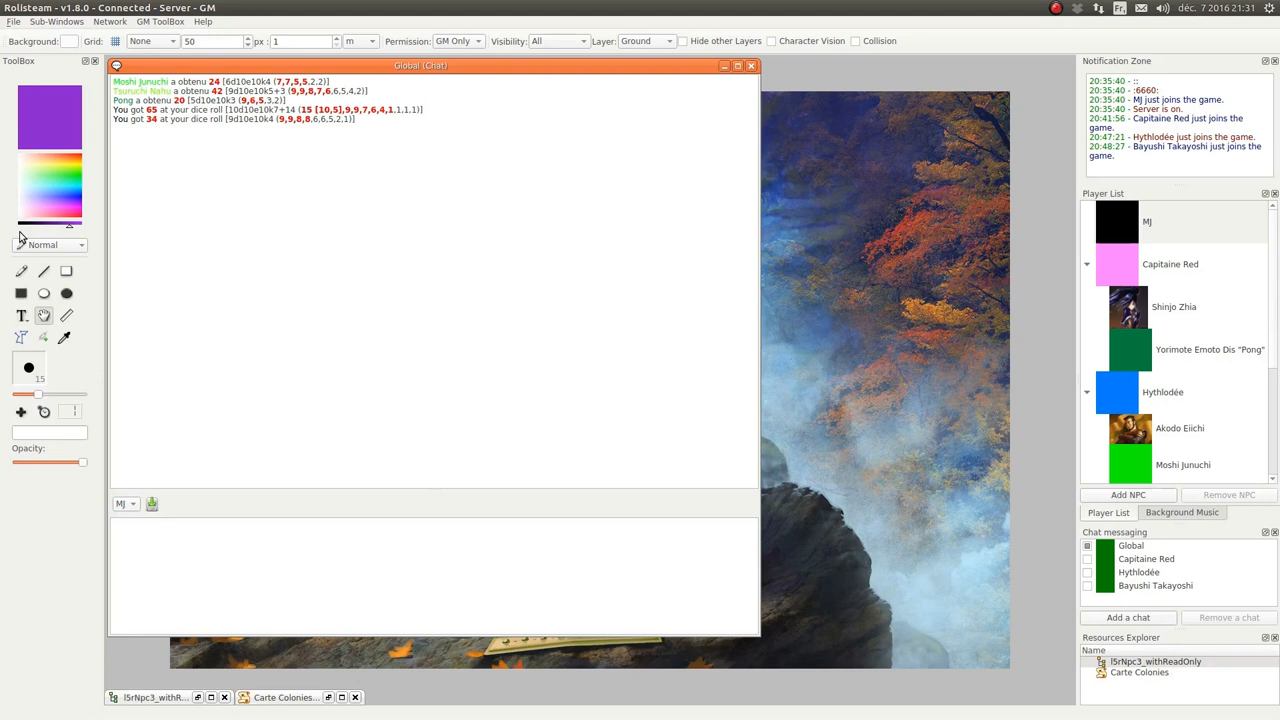 Rollisteam - v1.8.0 - Connected - Server - GM
Fr,
déc. 7 2016 21:31
File Sub-Windows Network GM ToolBox Help
Background: Grid: None 50 px : 1 m Permission: GM Only Visibility: All Layer: Ground Hide other Layers Character Vision Collision
ToolBox
Normal
15
Opacity:
Global (Chat)
Moshi Junuchi a obtenu 24 [6d10e10k4 (7,7,5,5,2,2)]
Tsuruchi Nahu a obtenu 42 [9d10e10k5+3 (9,9,8,7,6,6,5,4,2)]
Pong a obtenu 20 [5d10e10k3 (9,6,5,3,2)]
You got 65 at your dice roll [10d10e10k7+14 (15 [10,5],9,9,7,6,4,1,1,1,1)]
You got 34 at your dice roll [9d10e10k4 (9,9,8,8,6,6,5,2,1)]
MJ
l5rNpc3_withR...
Carte Colonies...
Notification Zone
20:35:40 - ::
20:35:40 - :6660:
20:35:40 - MJ just joins the game.
20:35:40 - Server is on.
20:41:56 - Capitaine Red just joins the
game.
20:47:21 - Hythlodée just joins the game.
20:48:27 - Bayushi Takayoshi just joins the
game.
Player List
MJ
Capitaine Red
Shinjo Zhia
Yorimote Emoto Dis "Pong"
Hythlodée
Akodo Eiichi
Moshi Junuchi
Add NPC Remove NPC
Player List Background Music
Chat messaging
Global
Capitaine Red
Hythlodée
Bayushi Takayoshi
Add a chat Remove a chat
Resources Explorer
Name
l5rNpc3_withReadOnly
Carte Colonies